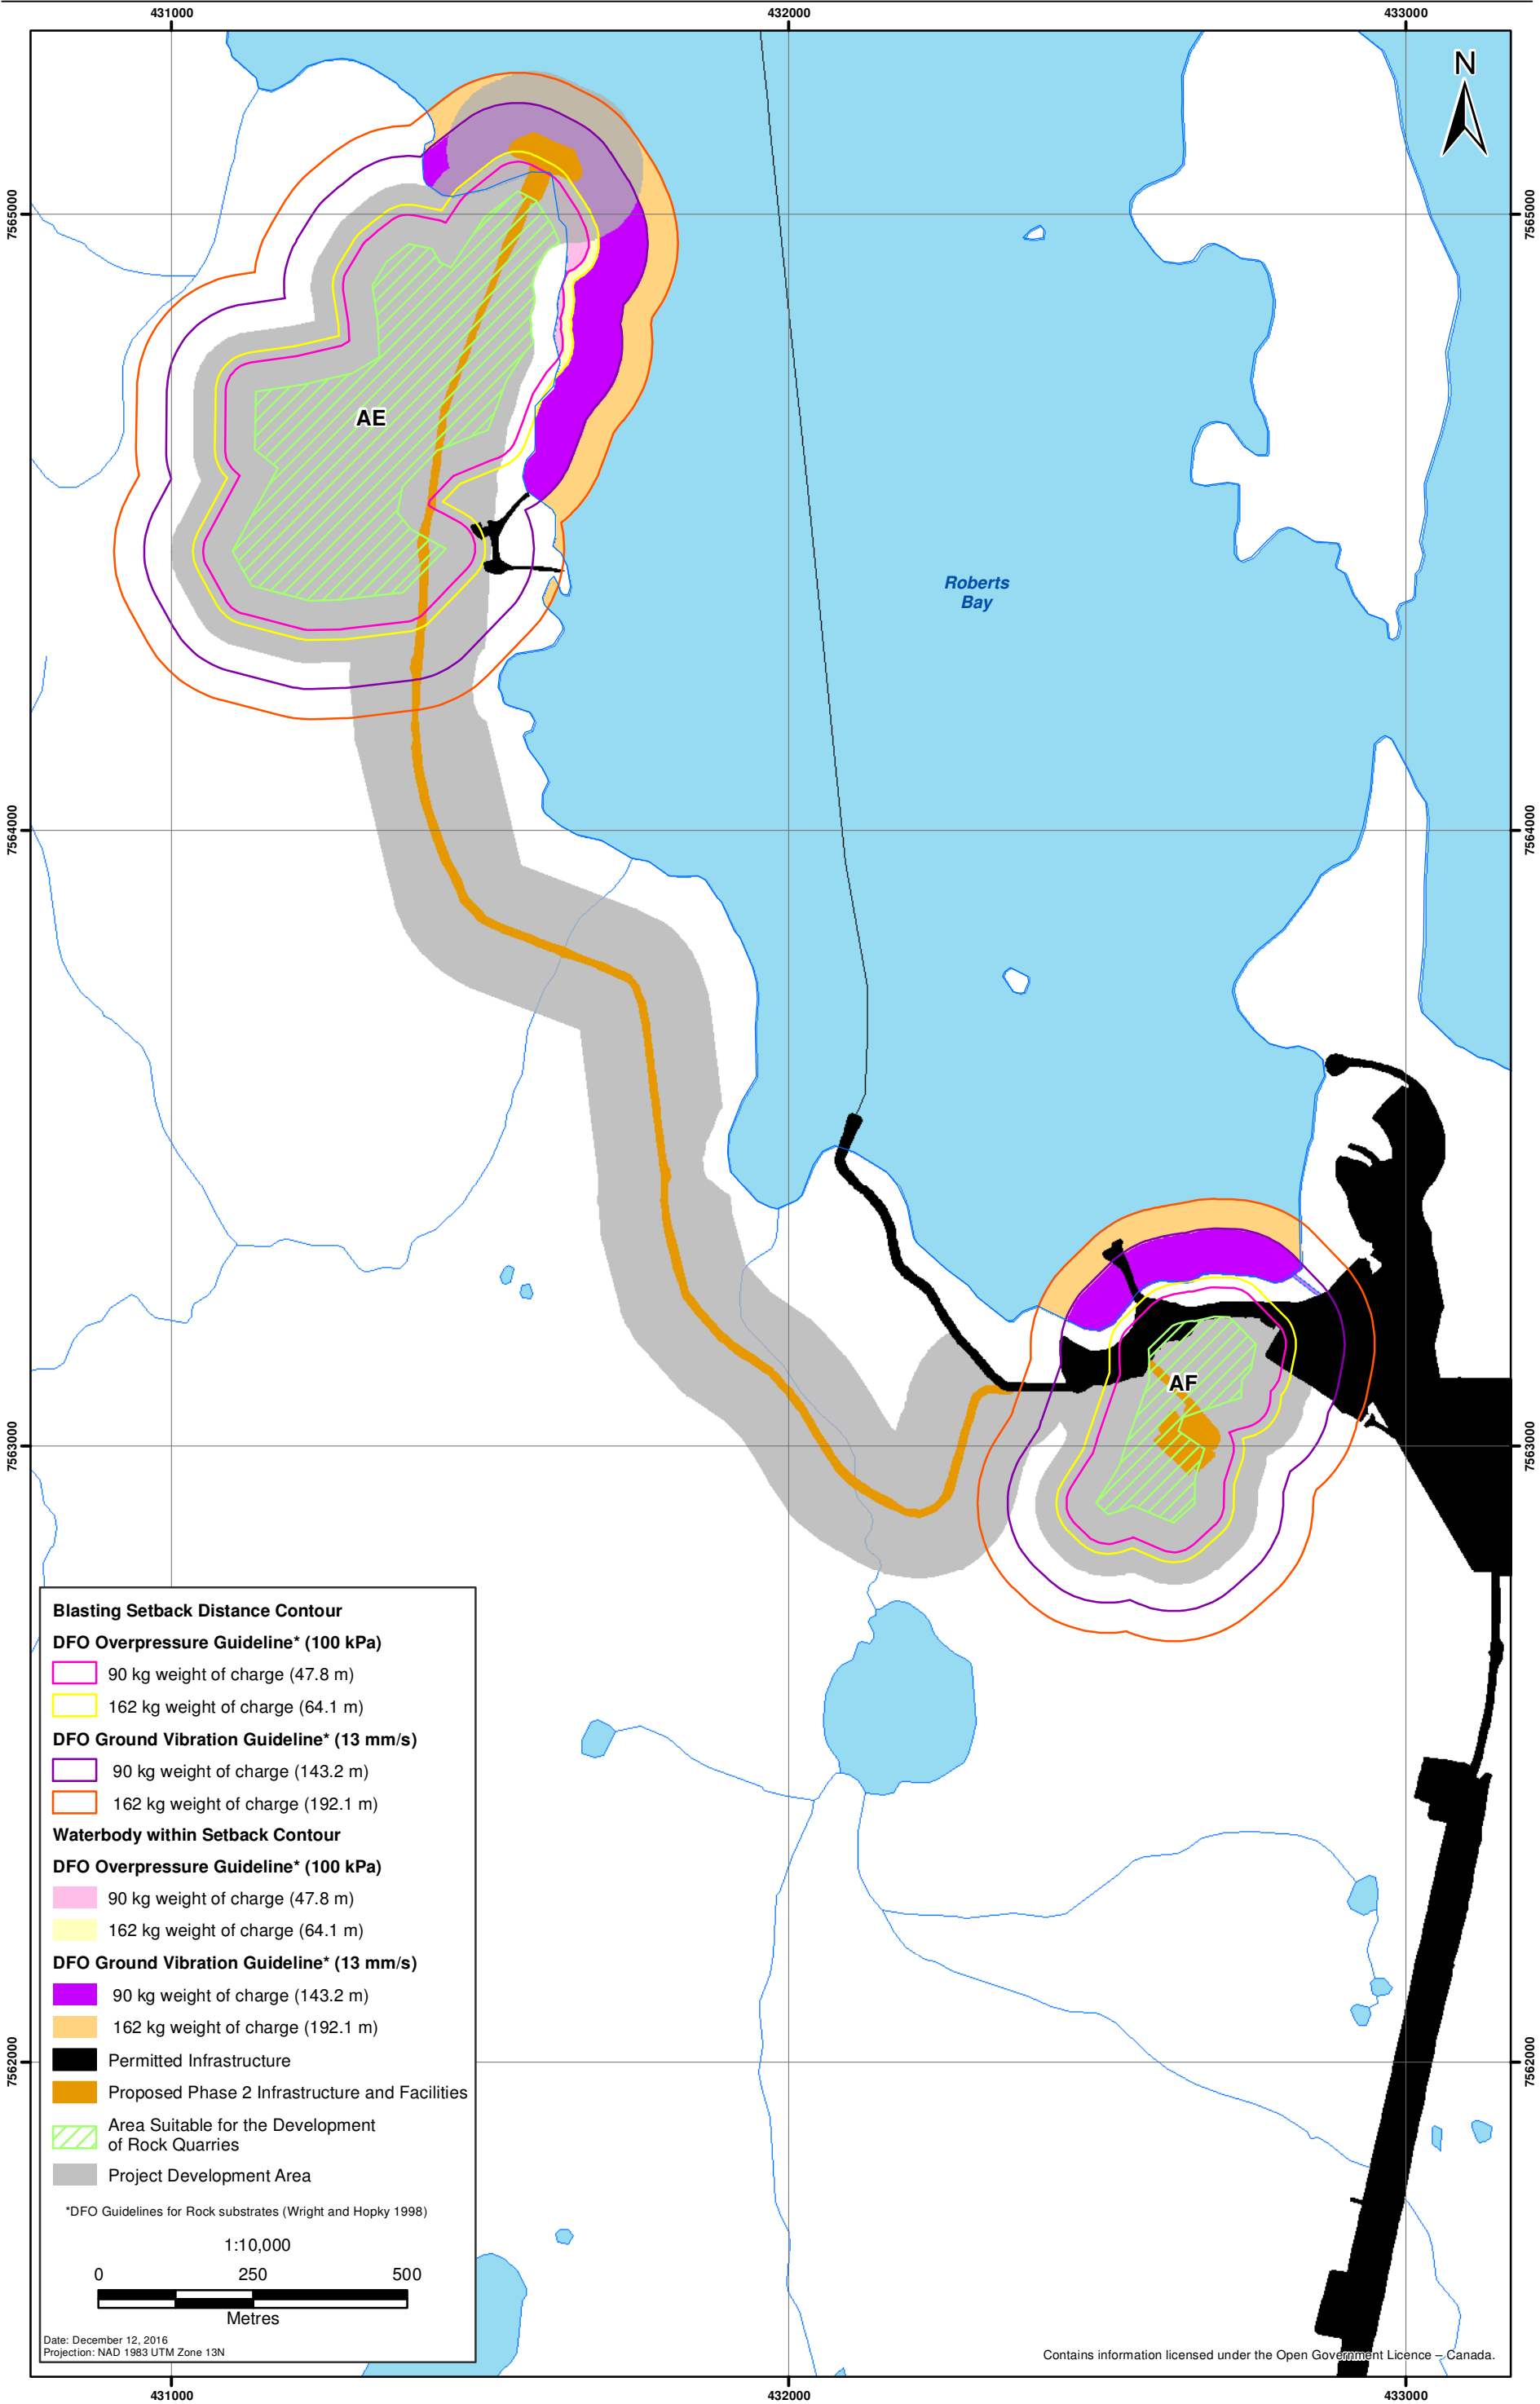 431000
432000
433000
N
7565000
7565000
AE
Roberts
Bay
7564000
7564000
AF
7563000
7563000
Blasting Setback Distance Contour
DFO Overpressure Guideline* (100 kPa)
90 kg weight of charge (47.8 m)
162 kg weight of charge (64.1 m)
DFO Ground Vibration Guideline* (13 mm/s)
90 kg weight of charge (143.2 m)
162 kg weight of charge (192.1 m)
Waterbody within Setback Contour
DFO Overpressure Guideline* (100 kPa)
90 kg weight of charge (47.8 m)
162 kg weight of charge (64.1 m)
DFO Ground Vibration Guideline* (13 mm/s)
90 kg weight of charge (143.2 m)
162 kg weight of charge (192.1 m)
Permitted Infrastructure
Proposed Phase 2 Infrastructure and Facilities
Area Suitable for the Development
of Rock Quarries
Project Development Area
*DFO Guidelines for Rock substrates (Wright and Hopky 1998)
1:10,000
0 250 500
Metres
Date: December 12, 2016
Projection: NAD 1983 UTM Zone 13N
7562000
7562000
Contains information licensed under the Open Government Licence – Canada.
431000
432000
433000